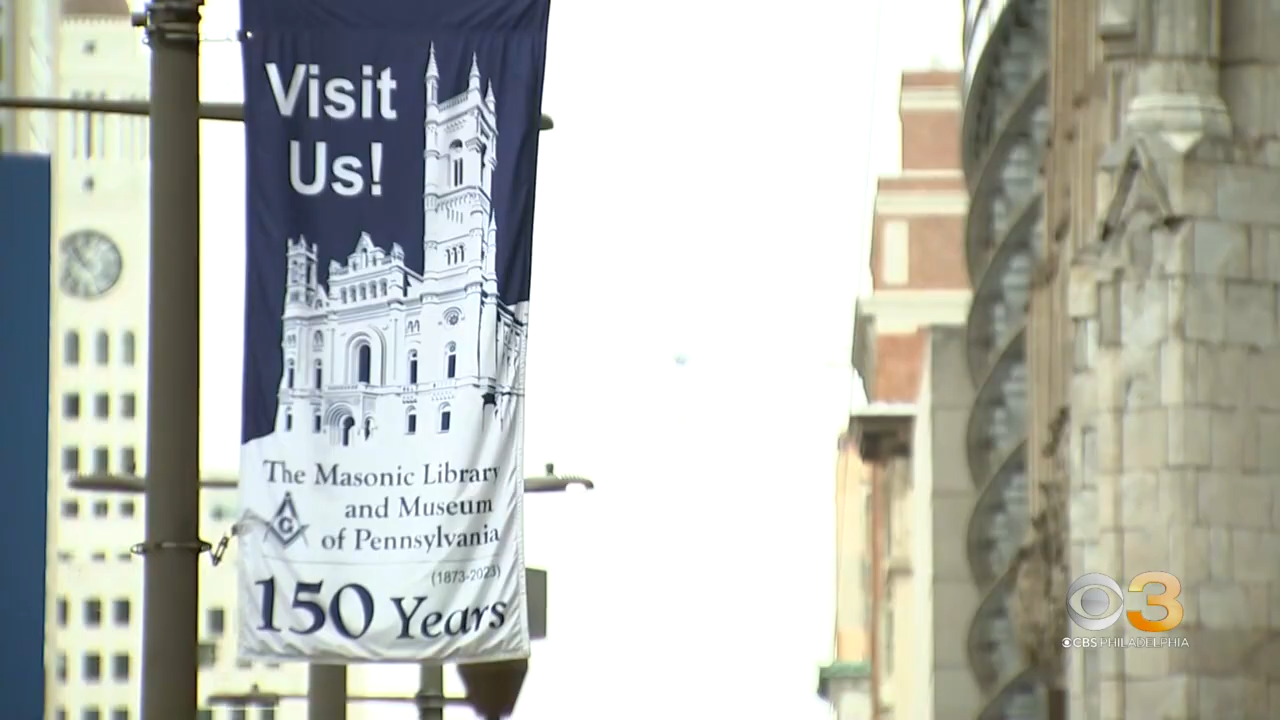 Visit
Us!
The Masonic Library
and Museum
G
of Pennsylvania
(1873-2023)
150 Years
3
CBS PHILADELPHIA